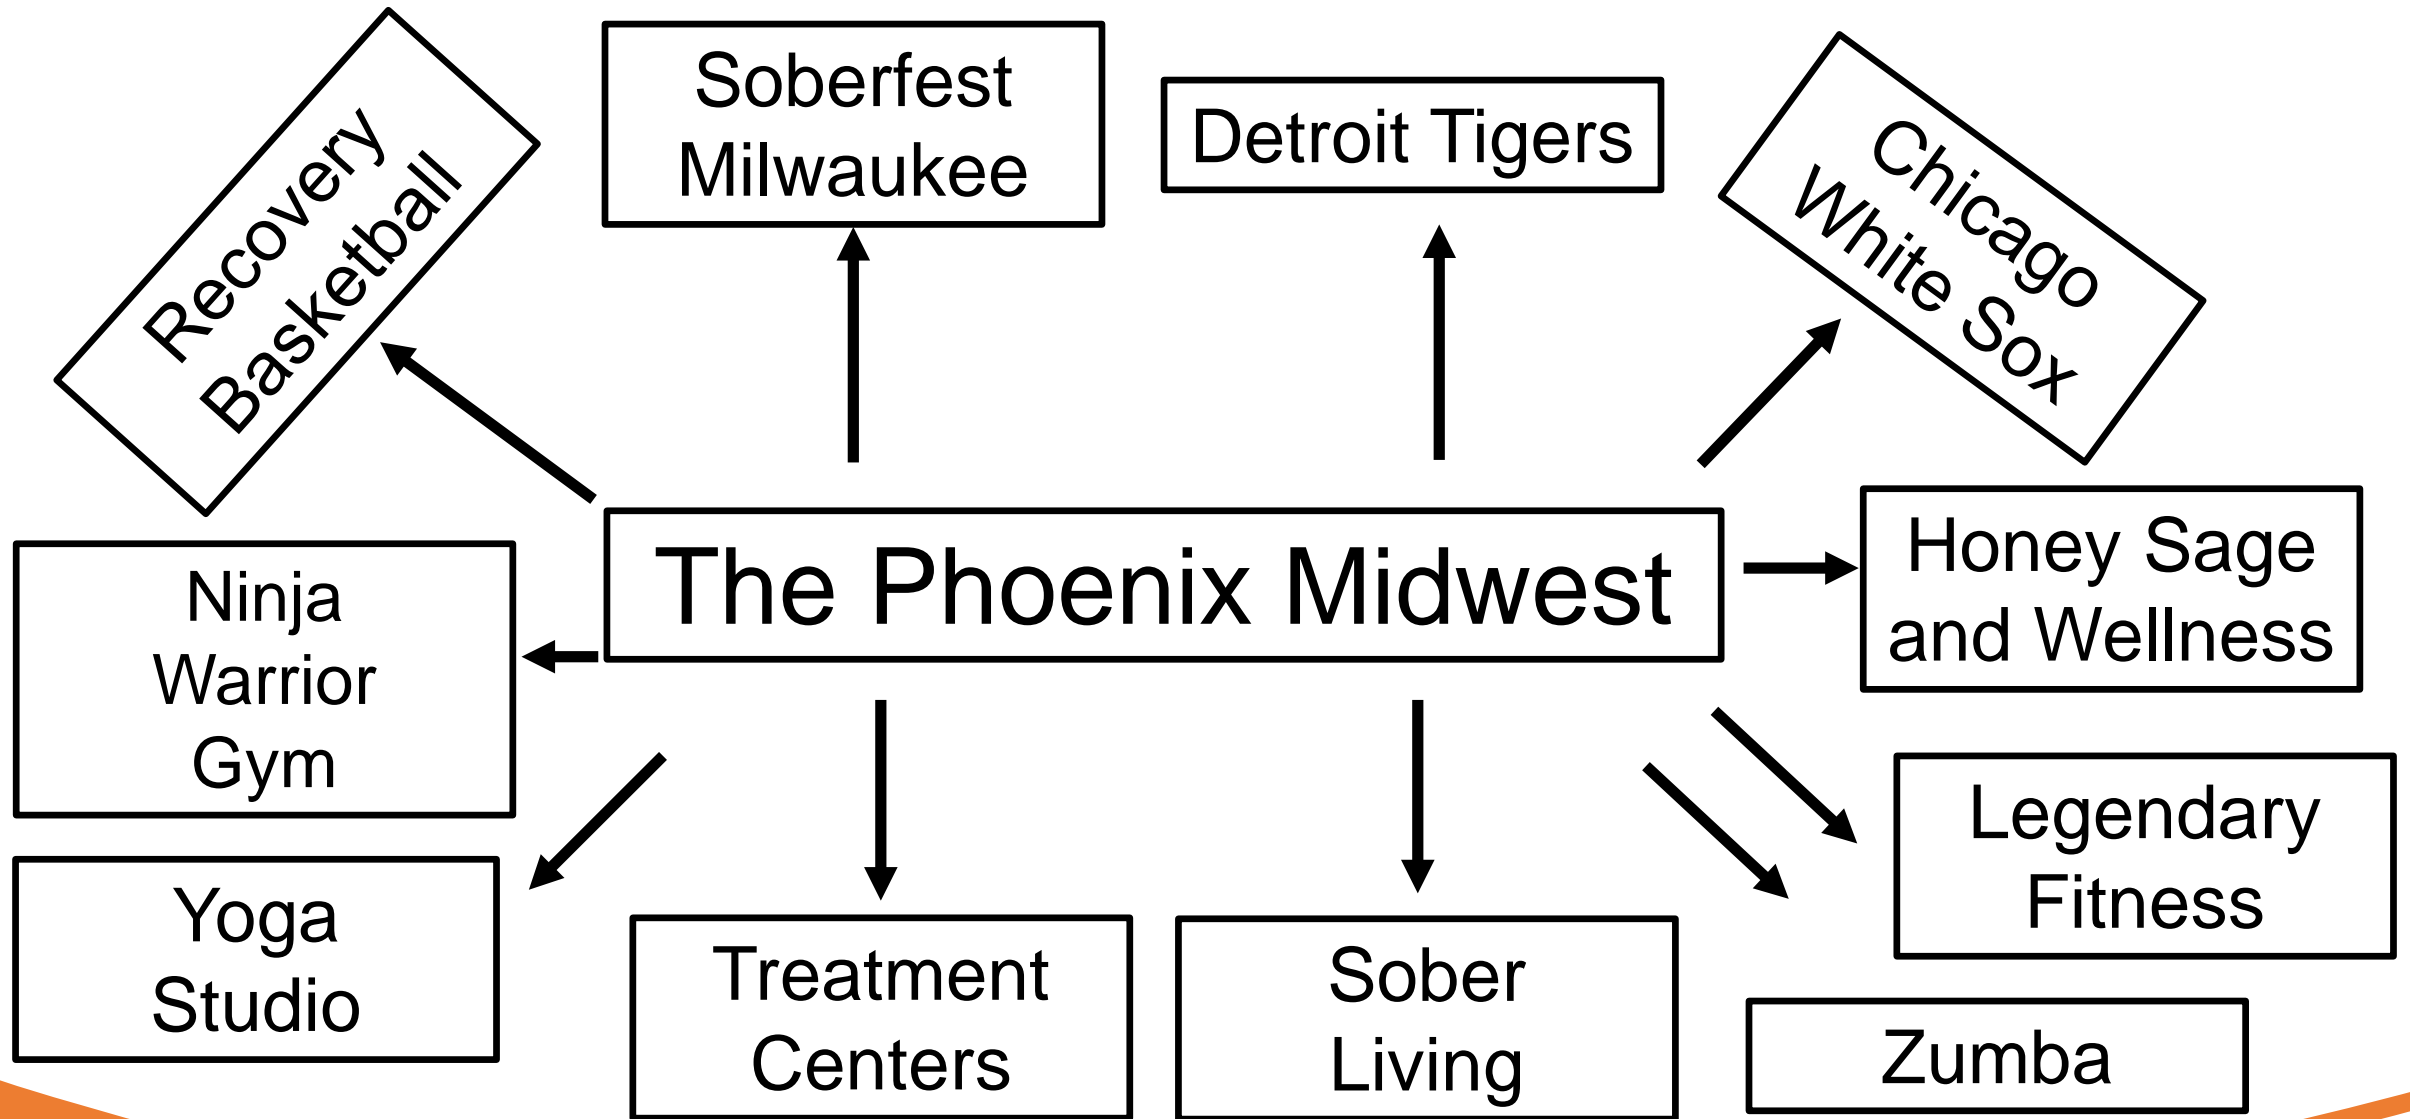 Recovery
Basketball
Soberfest
Milwaukee
Detroit Tigers
Chicago
White Sox
The Phoenix Midwest
Honey Sage
and Wellness
Ninja
Warrior
Gym
Legendary
Fitness
Yoga
Studio
Treatment
Centers
Sober
Living
Zumba